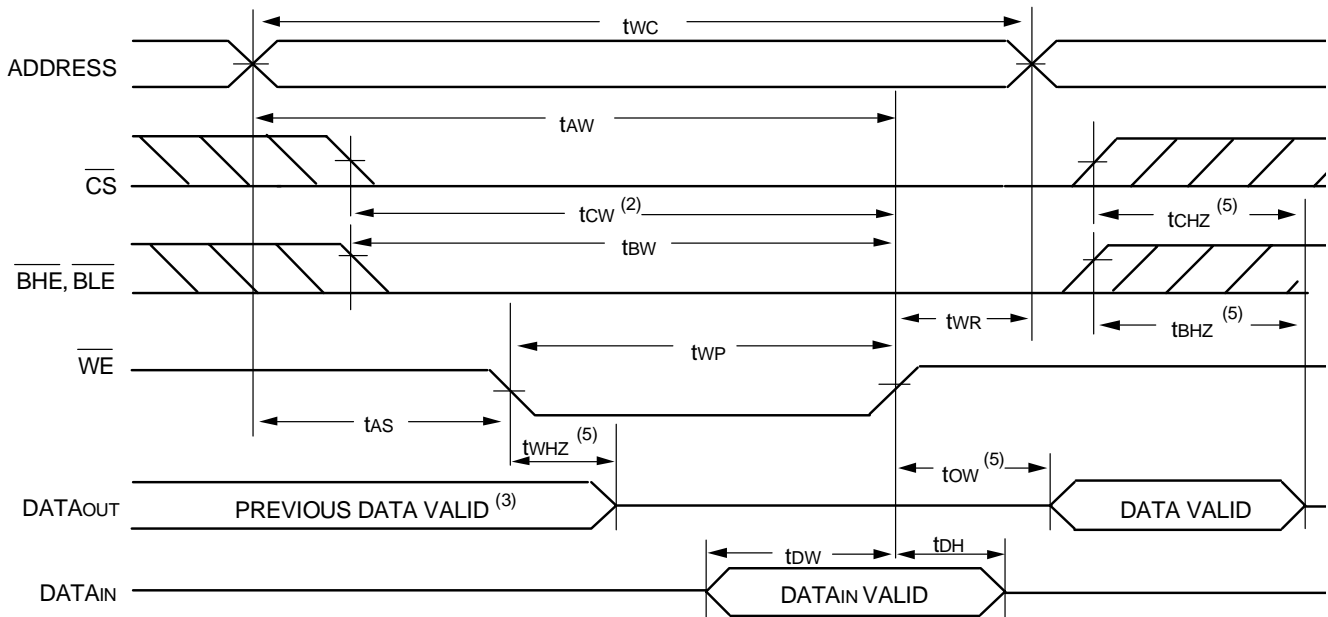 tWC
ADDRESS
tAW
CS
tCW (2)
tCHZ (5)
tBW
BHE, BLE
tWR
tBHZ (5)
tWP
WE
tAS
tWHZ (5)
tOW (5)
DATAOUT
PREVIOUS DATA VALID (3)
DATA VALID
tDW
tDH
DATAIN
DATAIN VALID